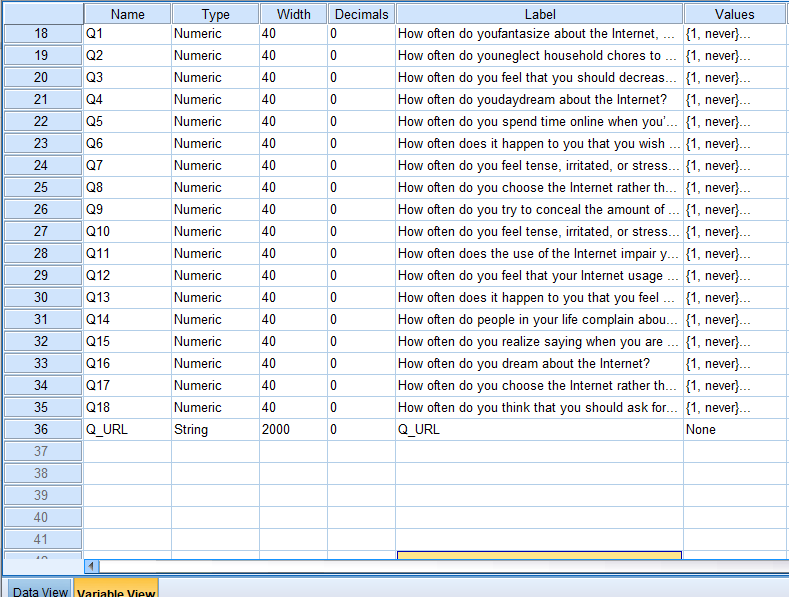 Name Type Width Decimals Label Values
18 Q1 Numeric 40 0 How often do youfantasize about the Internet, ... {1, never}...
19 Q2 Numeric 40 0 How often do youneglect household chores to ... {1, never}...
20 Q3 Numeric 40 0 How often do you feel that you should decreas... {1, never}...
21 Q4 Numeric 40 0 How often do youdaydream about the Internet? {1, never}...
22 Q5 Numeric 40 0 How often do you spend time online when you'... {1, never}...
23 Q6 Numeric 40 0 How often does it happen to you that you wish ... {1, never}...
24 Q7 Numeric 40 0 How often do you feel tense, irritated, or stress... {1, never}...
25 Q8 Numeric 40 0 How often do you choose the Internet rather th... {1, never}...
26 Q9 Numeric 40 0 How often do you try to conceal the amount of ... {1, never}...
27 Q10 Numeric 40 0 How often do you feel tense, irritated, or stress... {1, never}...
28 Q11 Numeric 40 0 How often does the use of the Internet impair y... {1, never}...
29 Q12 Numeric 40 0 How often do you feel that your Internet usage ... {1, never}...
30 Q13 Numeric 40 0 How often does it happen to you that you feel ... {1, never}...
31 Q14 Numeric 40 0 How often do people in your life complain abou... {1, never}...
32 Q15 Numeric 40 0 How often do you realize saying when you are ... {1, never}...
33 Q16 Numeric 40 0 How often do you dream about the Internet? {1, never}...
34 Q17 Numeric 40 0 How often do you choose the Internet rather th... {1, never}...
35 Q18 Numeric 40 0 How often do you think that you should ask for... {1, never}...
36 Q_URL String 2000 0 Q_URL None
37
38
39
40
41
Data View Variable View